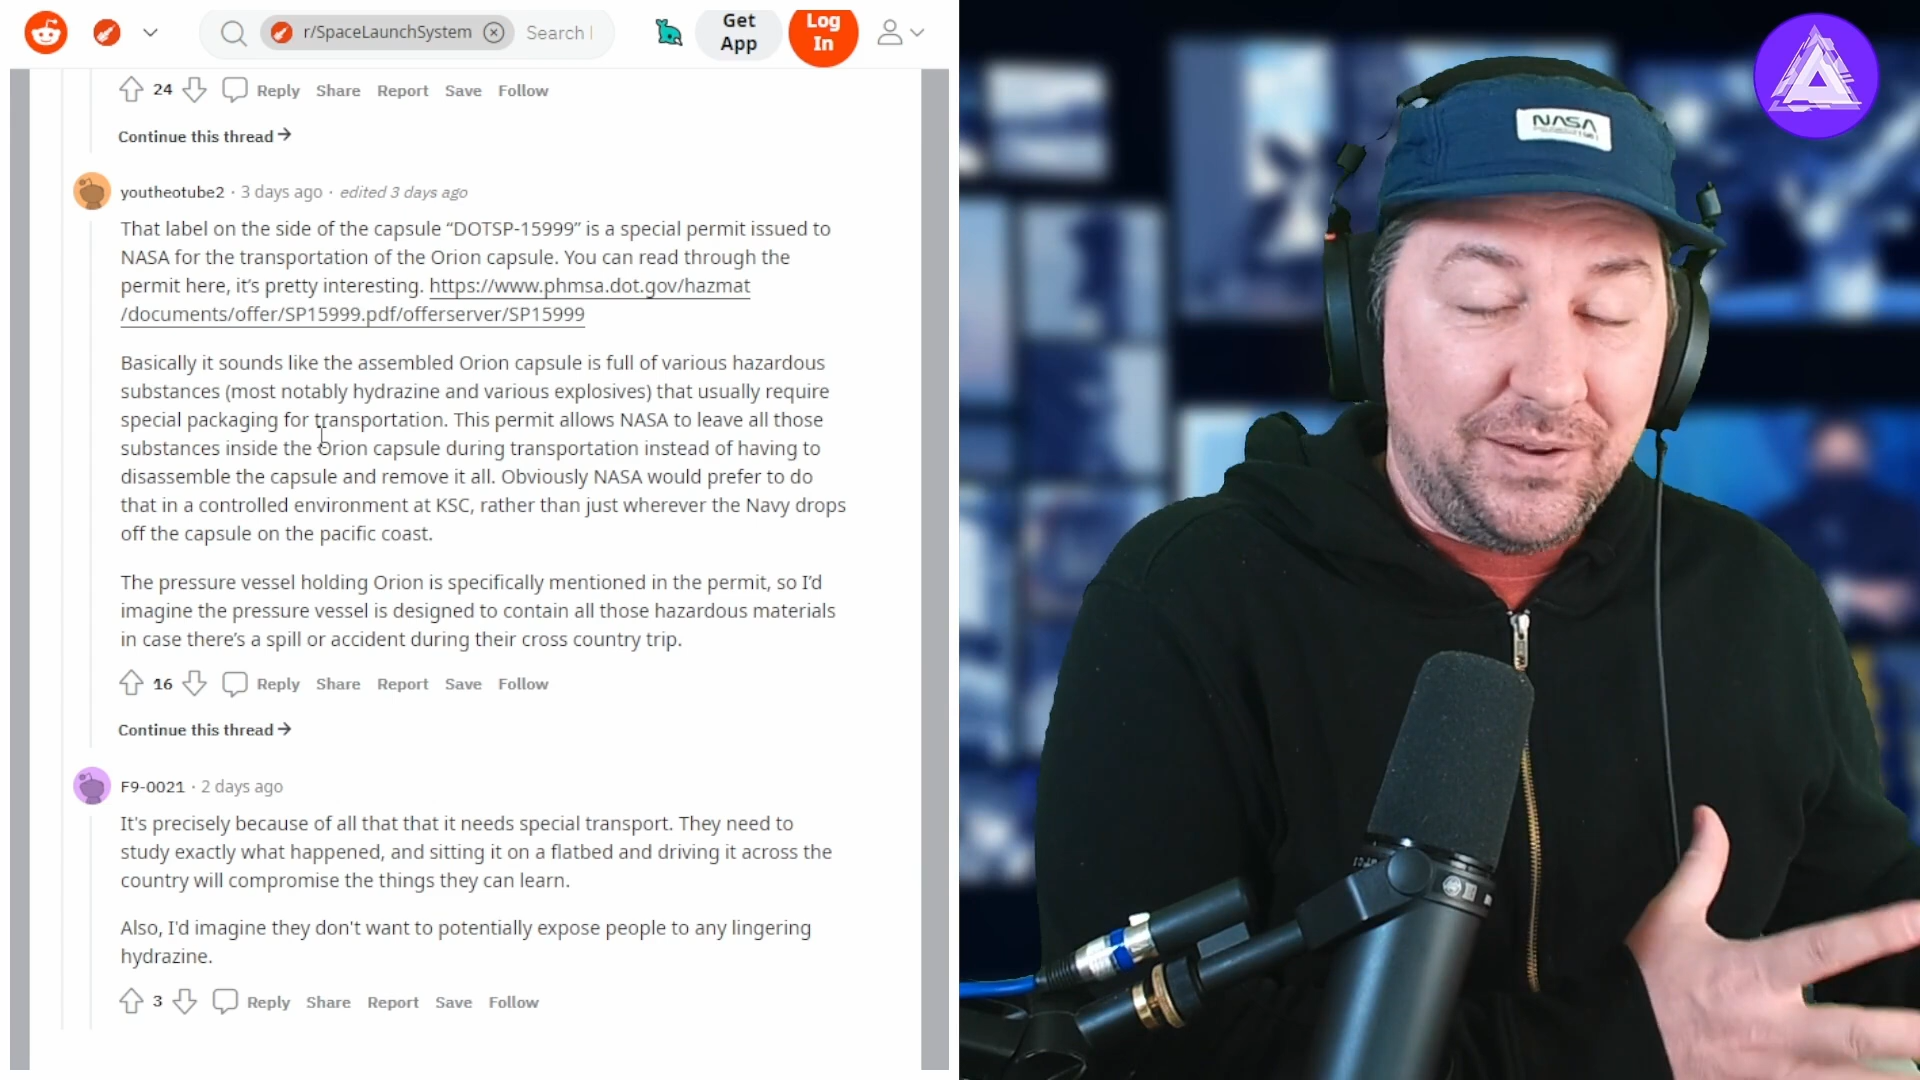 r/SpaceLaunchSystem
Search
Get
App
Log
In
24
Reply
Share
Report
Save
Follow
Continue this thread
youtheotube2 · 3 days ago · edited 3 days ago
That label on the side of the capsule “DOTSP-15999” is a special permit issued to
NASA for the transportation of the Orion capsule. You can read through the
permit here, it’s pretty interesting. https://www.phmsa.dot.gov/hazmat
/documents/offer/SP15999.pdf/offerserver/SP15999
Basically it sounds like the assembled Orion capsule is full of various hazardous
substances (most notably hydrazine and various explosives) that usually require
special packaging for transportation. This permit allows NASA to leave all those
substances inside the Orion capsule during transportation instead of having to
disassemble the capsule and remove it all. Obviously NASA would prefer to do
that in a controlled environment at KSC, rather than just wherever the Navy drops
off the capsule on the pacific coast.
The pressure vessel holding Orion is specifically mentioned in the permit, so I’d
imagine the pressure vessel is designed to contain all those hazardous materials
in case there’s a spill or accident during their cross country trip.
16
Reply
Share
Report
Save
Follow
Continue this thread
F9-0021 · 2 days ago
It's precisely because of all that that it needs special transport. They need to
study exactly what happened, and sitting it on a flatbed and driving it across the
country will compromise the things they can learn.
Also, I'd imagine they don't want to potentially expose people to any lingering
hydrazine.
3
Reply
Share
Report
Save
Follow
NASA